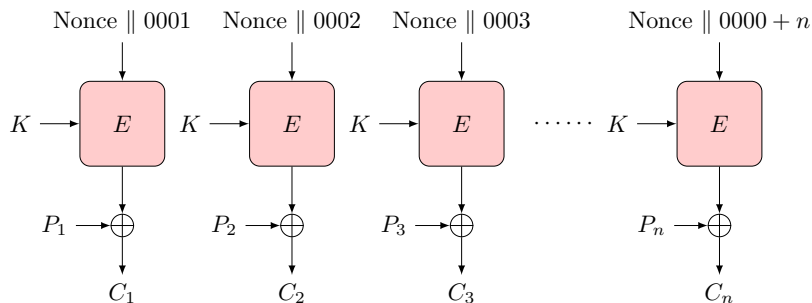 Nonce ∥ 0001 Nonce ∥ 0002 Nonce ∥ 0003 Nonce ∥ 0000 + n
K E K E K E ...... K E
P1 P2 P3 Pn
C1 C2 C3 Cn